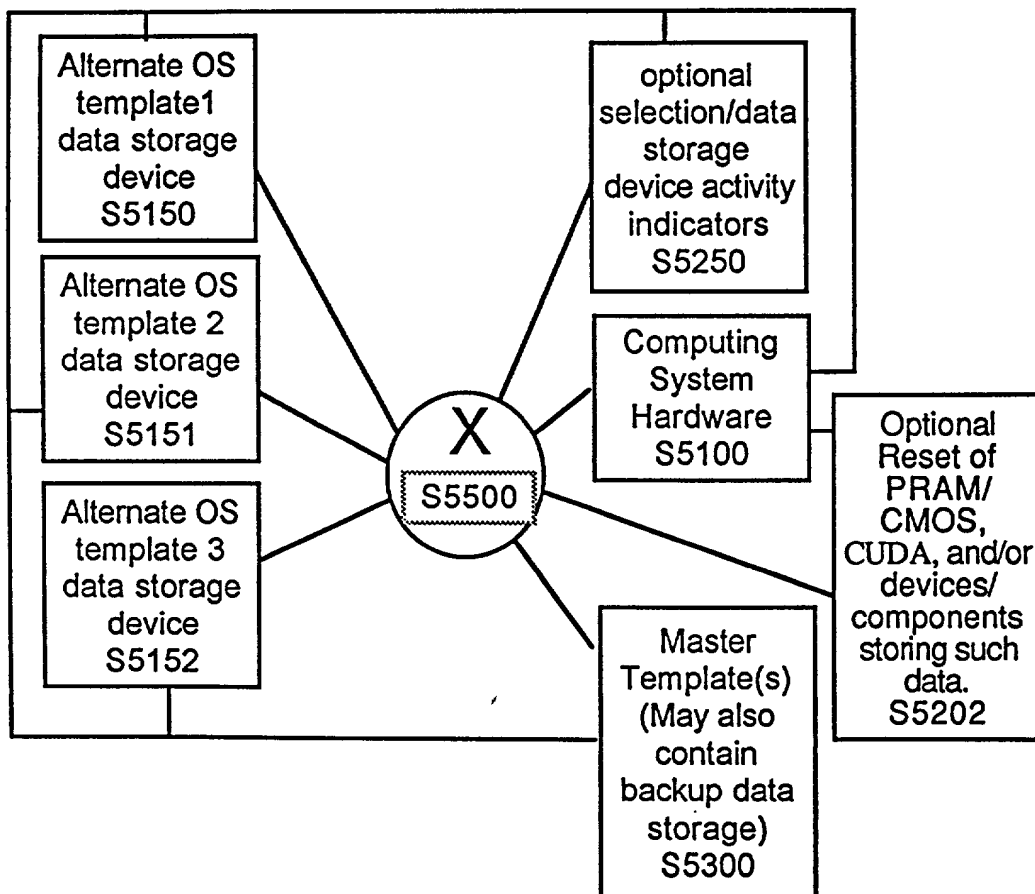 Alternate OS
template1
data storage
device
S5150
optional
selection/data
storage
device activity
indicators
S5250
Alternate OS
template 2
data storage
device
S5151
Computing
System
Hardware
S5100
X
S5500
Optional
Reset of
PRAM/
CMOS,
CUDA, and/or
devices/
components
storing such
data.
S5202
Alternate OS
template 3
data storage
device
S5152
Master
Template(s)
(May also
contain
backup data
storage)
S5300